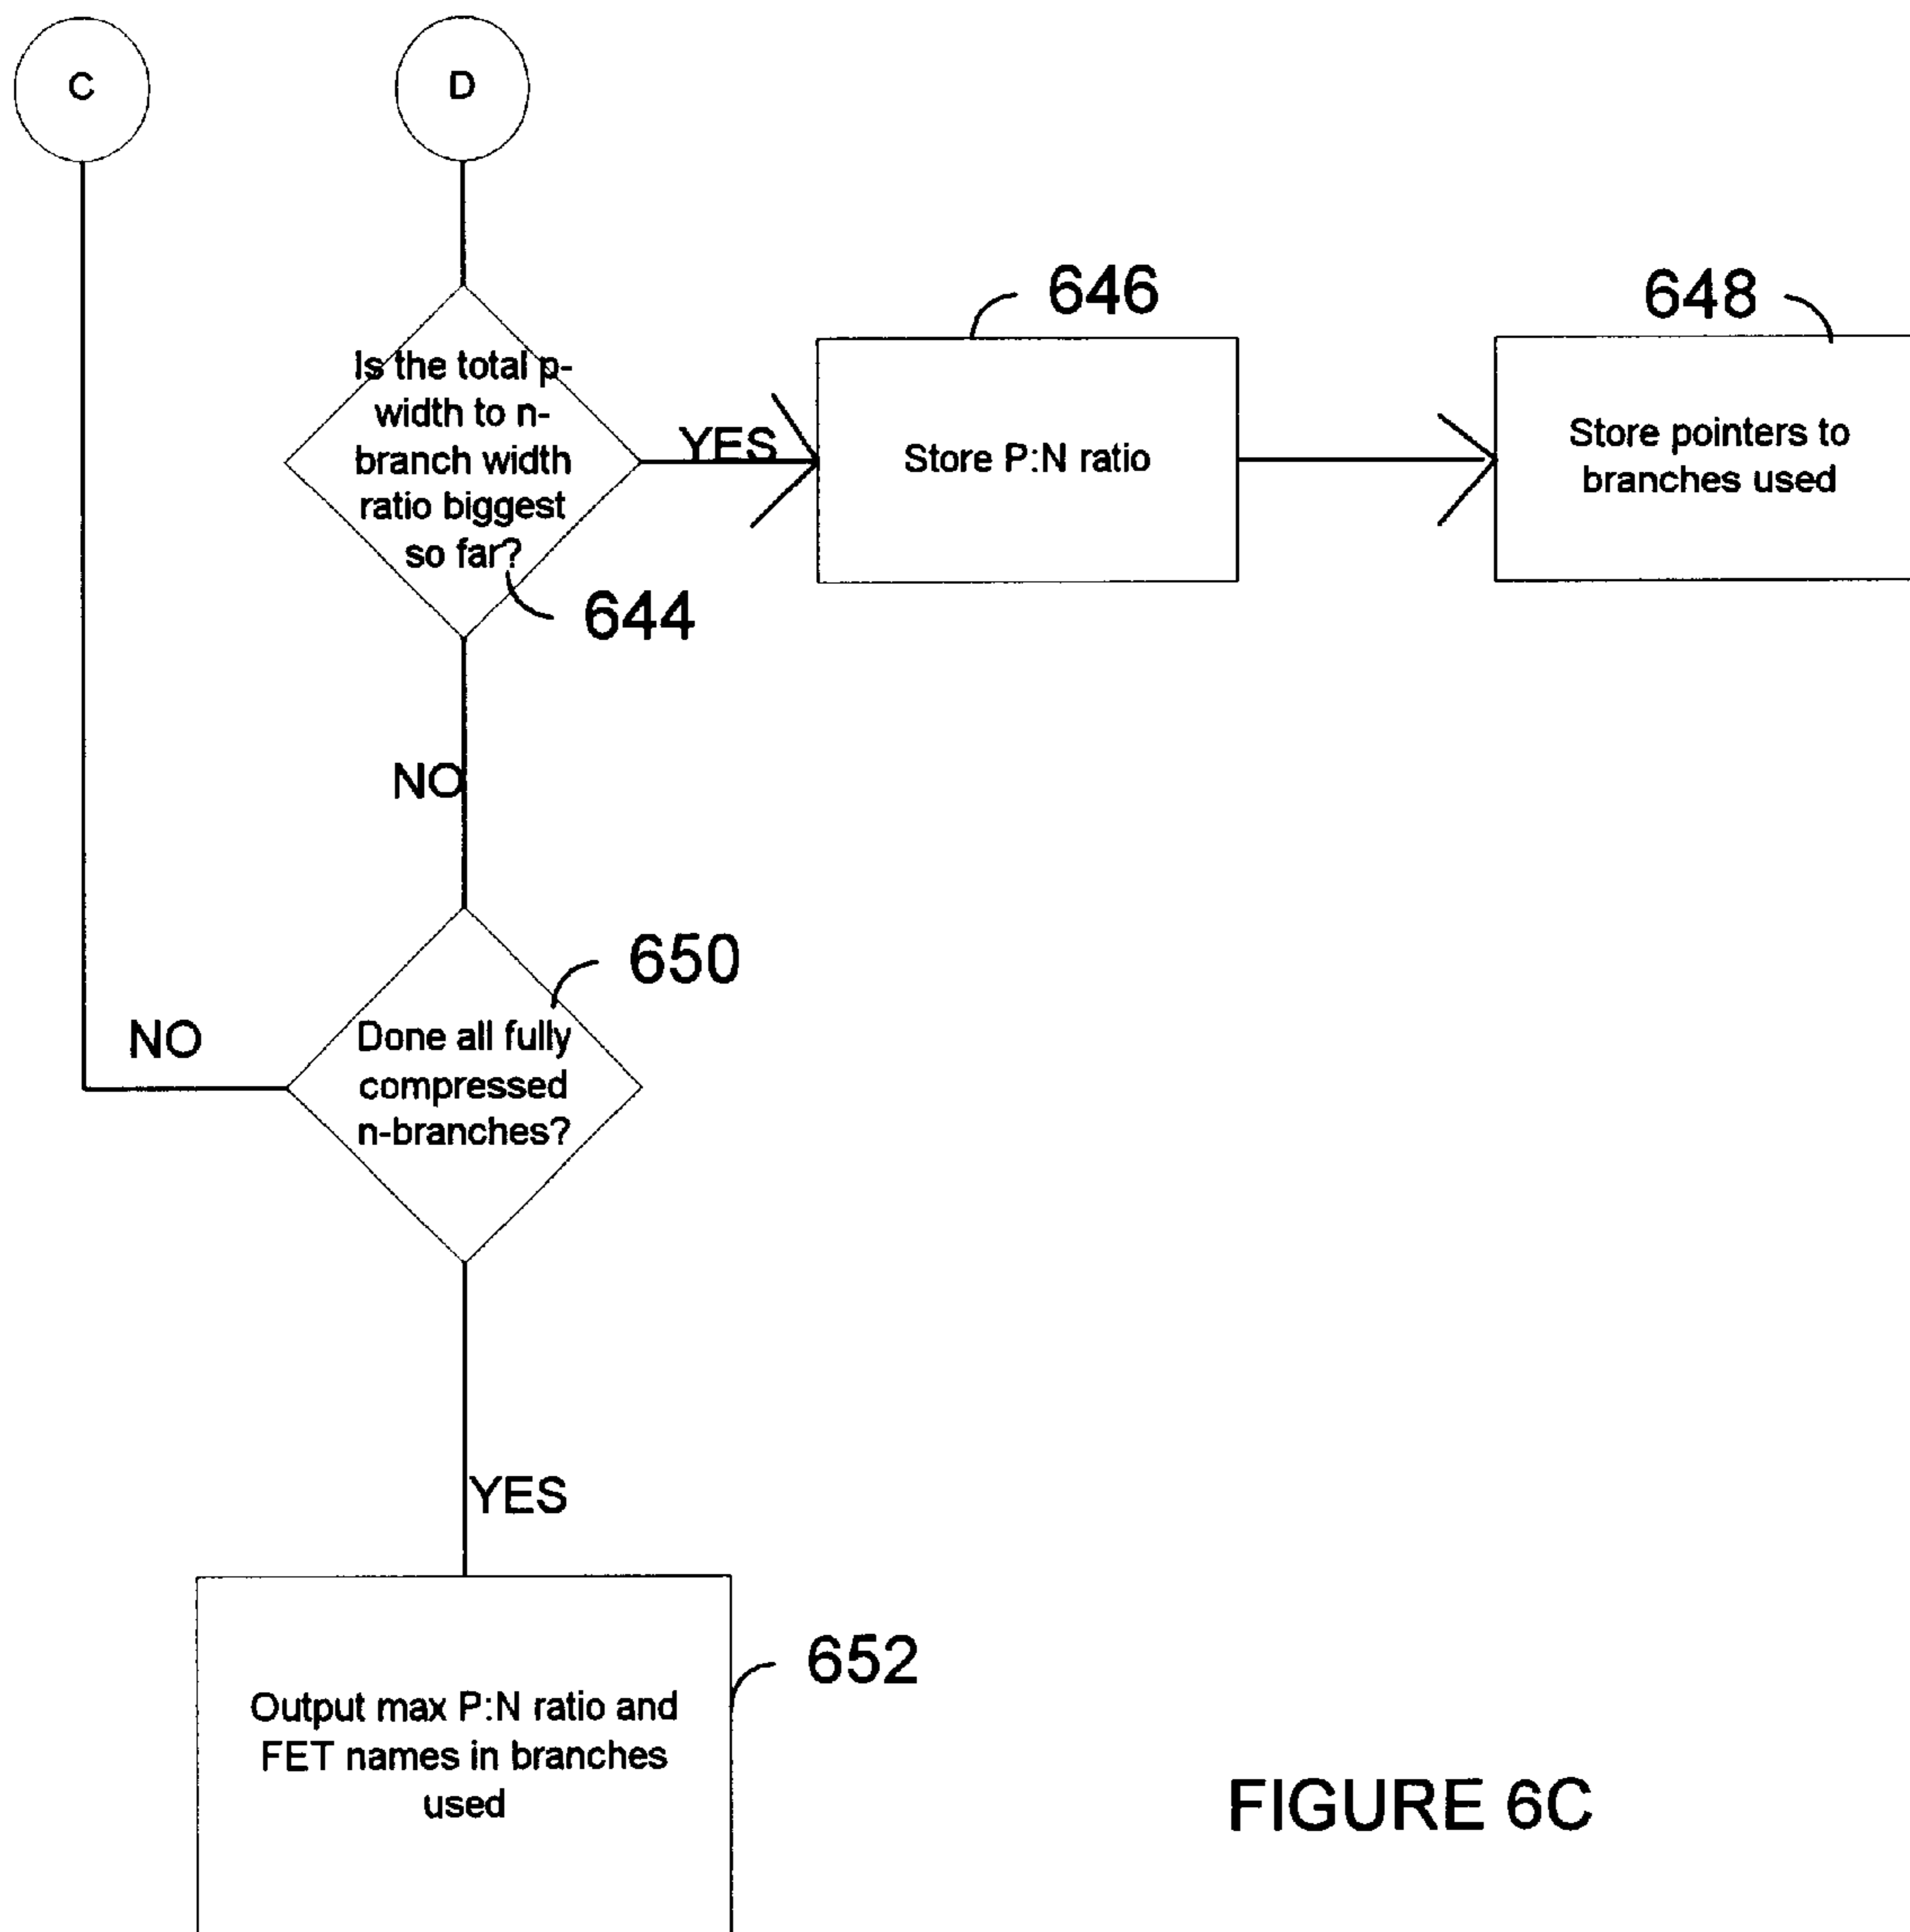 C
D
Is the total p-
width to n-
branch width
ratio biggest
so far?
644
YES
646
Store P:N ratio
648
Store pointers to
branches used
NO
650
Done all fully
compressed
n-branches?
NO
YES
652
Output max P:N ratio and
FET names in branches
used
FIGURE 6C